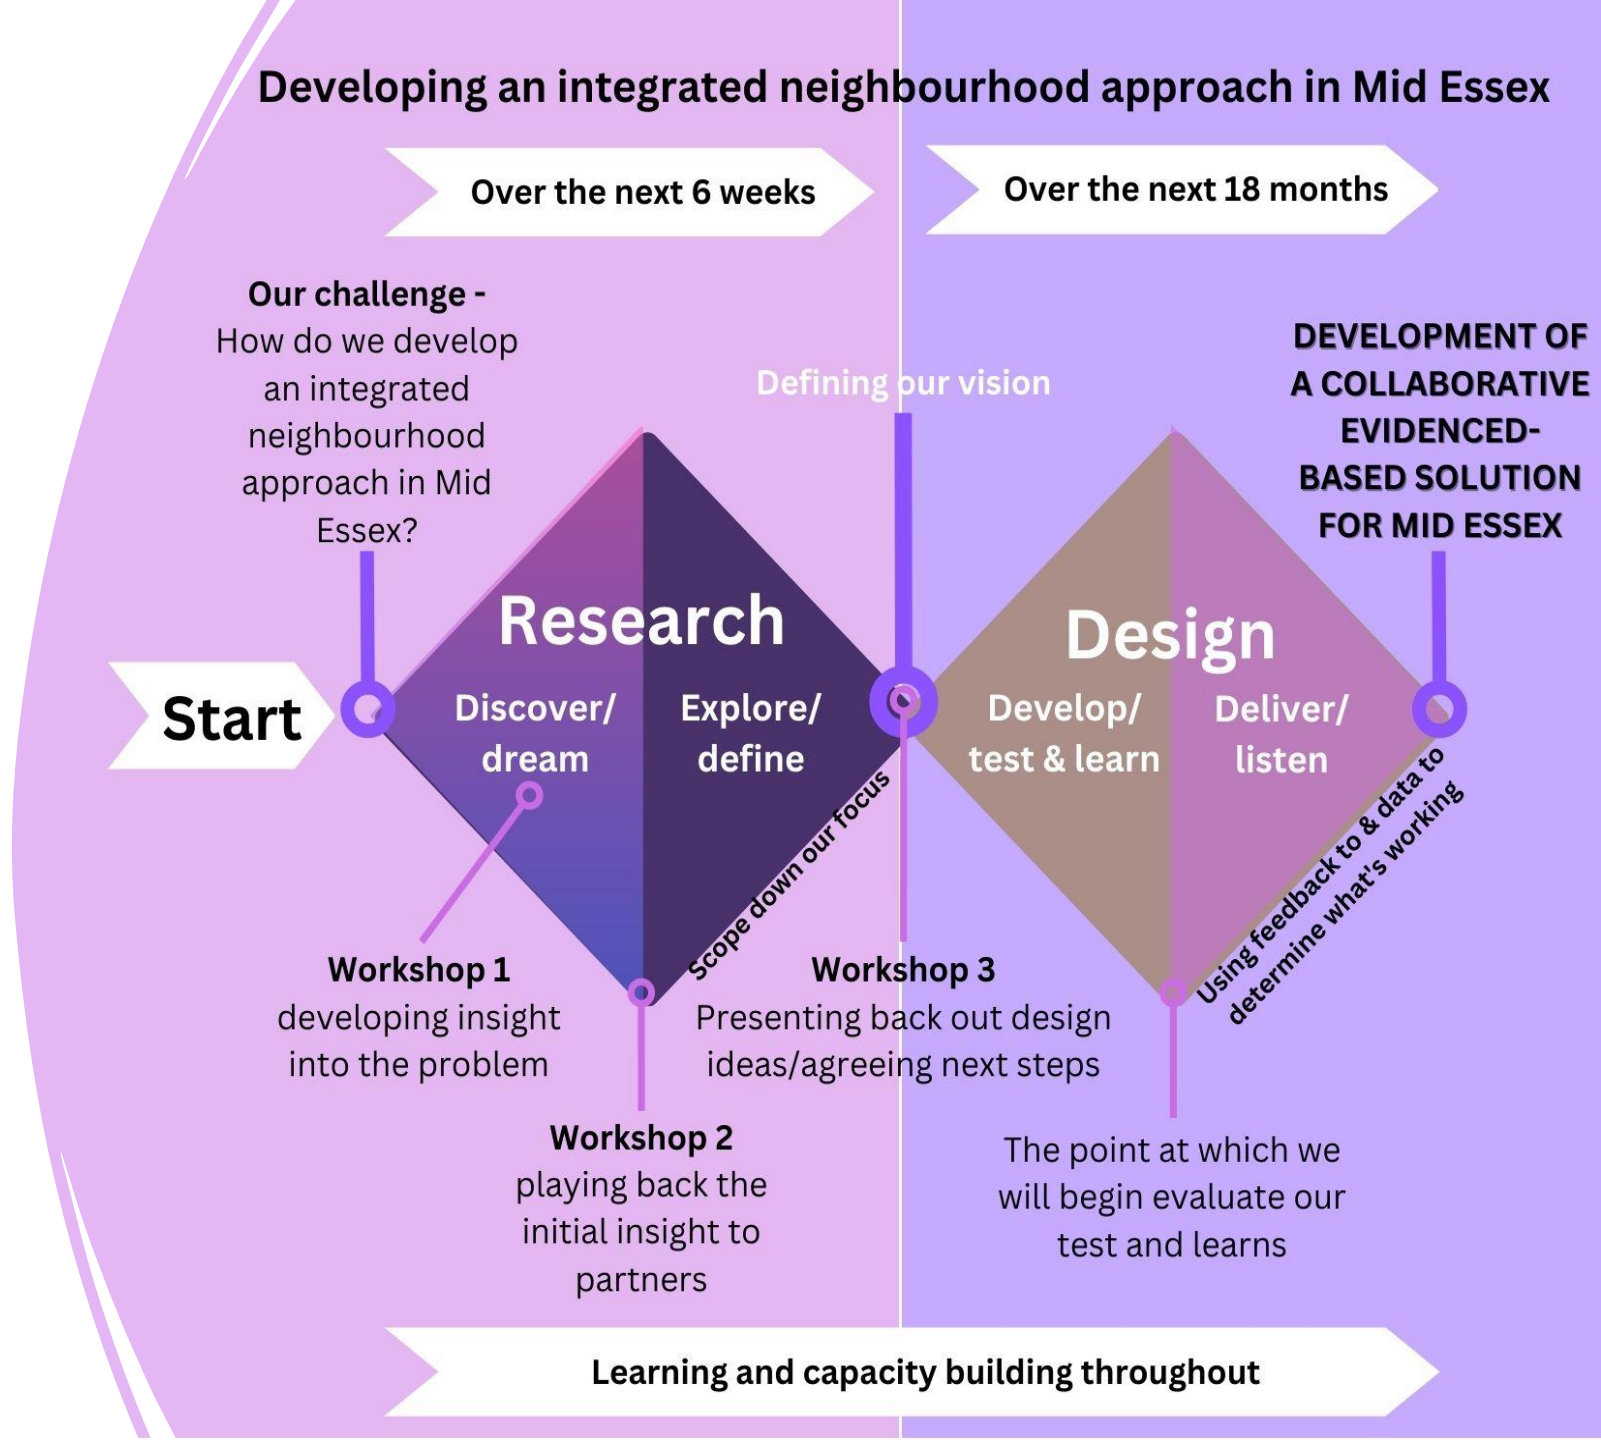 Developing an integrated neighbourhood approach in Mid Essex
Over the next 6 weeks
Over the next 18 months
Our challenge -
How do we develop
an integrated
neighbourhood
approach in Mid
Essex?
Defining our vision
DEVELOPMENT OF
A COLLABORATIVE
EVIDENCED-
BASED SOLUTION
FOR MID ESSEX
Start
Research
Discover/
dream
Explore/
define
Design
Develop/
test & learn
Deliver/
listen
Scope down our focus
Using feedback to & data to
determine what's working
Workshop 1
developing insight
into the problem
Workshop 2
playing back the
initial insight to
partners
Workshop 3
Presenting back out design
ideas/agreeing next steps
The point at which we
will begin evaluate our
test and learns
Learning and capacity building throughout